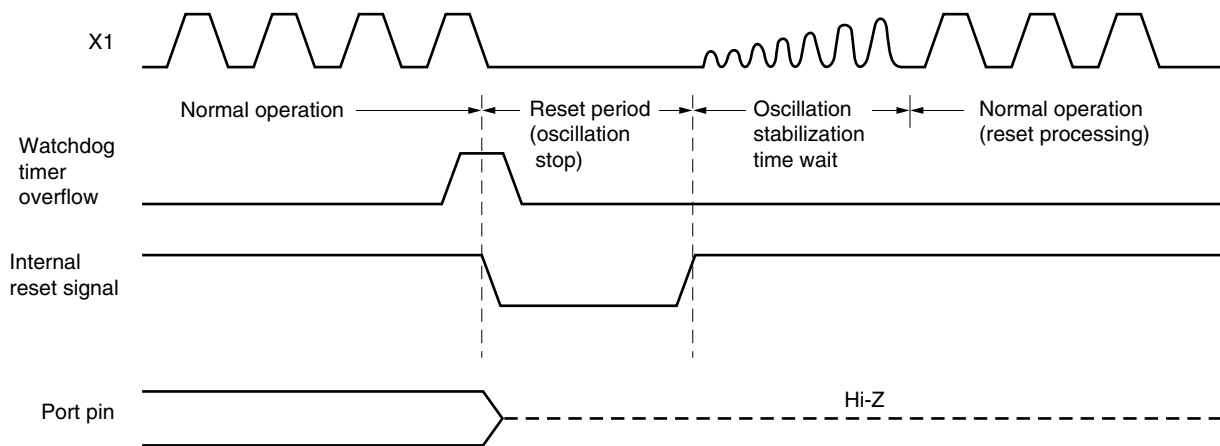 X1
Normal operation
Reset period
(oscillation
stop)
Oscillation
stabilization
time wait
Normal operation
(reset processing)
Watchdog
timer
overflow
Internal
reset signal
Port pin
Hi-Z